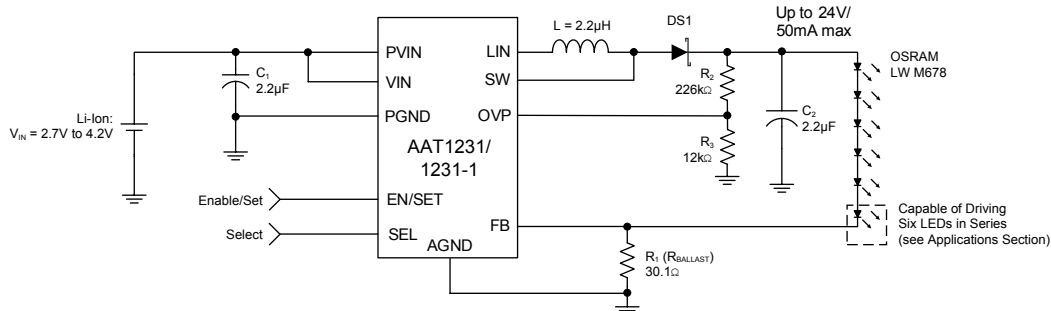 Up to 24V/
50mA max
L = 2.2µH
DS1
PVIN
LIN
OSRAM
LW M678
C₁
2.2µF
VIN
SW
R₂
226kΩ
Li-Ion:
V_IN = 2.7V to 4.2V
PGND
OVP
C₂
2.2µF
AAT1231/
1231-1
R₃
12kΩ
Enable/Set
EN/SET
Select
SEL
FB
AGND
Capable of Driving
Six LEDs in Series
(see Applications Section)
R₁ (R_BALLAST)
30.1Ω